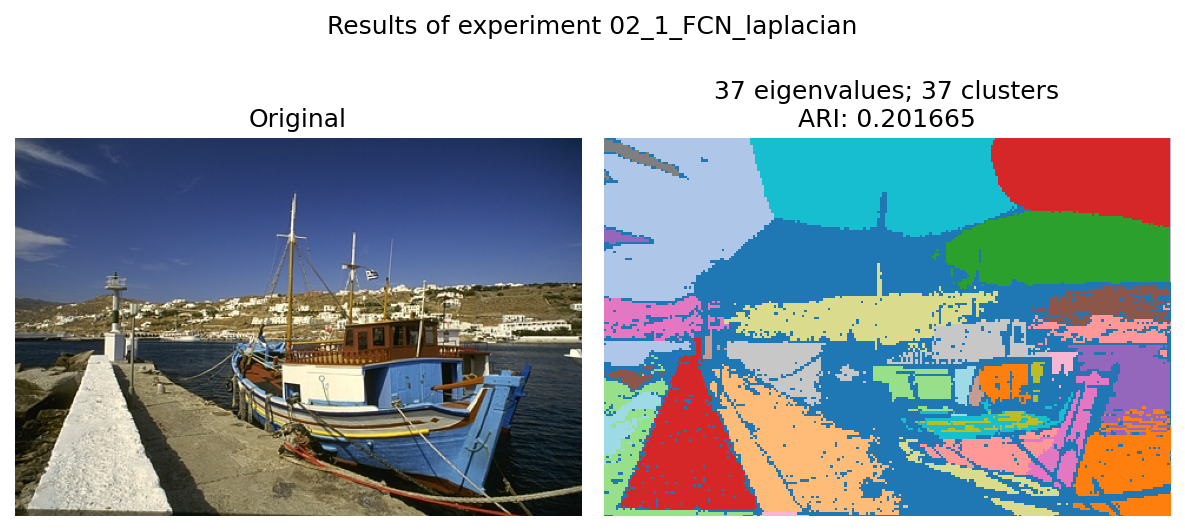 Results of experiment 02_1_FCN_laplacian
Original
37 eigenvalues; 37 clusters
ARI: 0.201665